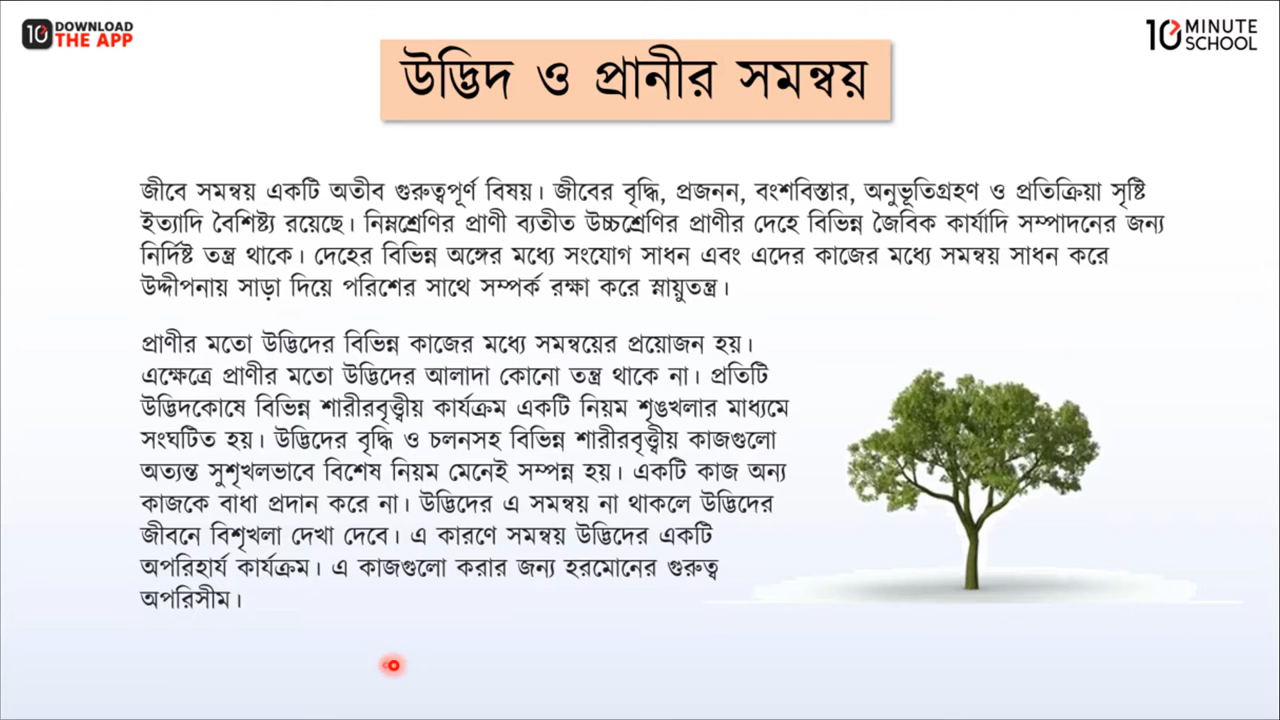 10 DOWNLOAD
THE APP
10 MINUTE
SCHOOL
উদ্ভিদ ও প্রানীর সমন্বয়
জীবে সমন্বয় একটি অতীব গুরুত্বপূর্ণ বিষয়। জীবের বৃদ্ধি, প্রজনন, বংশবিস্তার, অনুভূতিগ্রহণ ও প্রতিক্রিয়া সৃষ্টি
ইত্যাদি বৈশিষ্ট্য রয়েছে। নিম্নশ্রেণির প্রাণী ব্যতীত উচ্চশ্রেণির প্রাণীর দেহে বিভিন্ন জৈবিক কার্যাদি সম্পাদনের জন্য
নির্দিষ্ট তন্ত্র থাকে। দেহের বিভিন্ন অঙ্গের মধ্যে সংযোগ সাধন এবং এদের কাজের মধ্যে সমন্বয় সাধন করে
উদ্দীপনায় সাড়া দিয়ে পরিশের সাথে সম্পর্ক রক্ষা করে স্নায়ুতন্ত্র।
প্রাণীর মতো উদ্ভিদের বিভিন্ন কাজের মধ্যে সমন্বয়ের প্রয়োজন হয়।
এক্ষেত্রে প্রাণীর মতো উদ্ভিদের আলাদা কোনো তন্ত্র থাকে না। প্রতিটি
উদ্ভিদকোষে বিভিন্ন শারীরবৃত্ত্বীয় কার্যক্রম একটি নিয়ম শৃঙখলার মাধ্যমে
সংঘটিত হয়। উদ্ভিদের বৃদ্ধি ও চলনসহ বিভিন্ন শারীরবৃত্ত্বীয় কাজগুলো
অত্যন্ত সুশৃখলভাবে বিশেষ নিয়ম মেনেই সম্পন্ন হয়। একটি কাজ অন্য
কাজকে বাধা প্রদান করে না। উদ্ভিদের এ সমন্বয় না থাকলে উদ্ভিদের
জীবনে বিশৃখলা দেখা দেবে। এ কারণে সমন্বয় উদ্ভিদের একটি
অপরিহার্য কার্যক্রম। এ কাজগুলো করার জন্য হরমোনের গুরুত্ব
অপরিসীম।